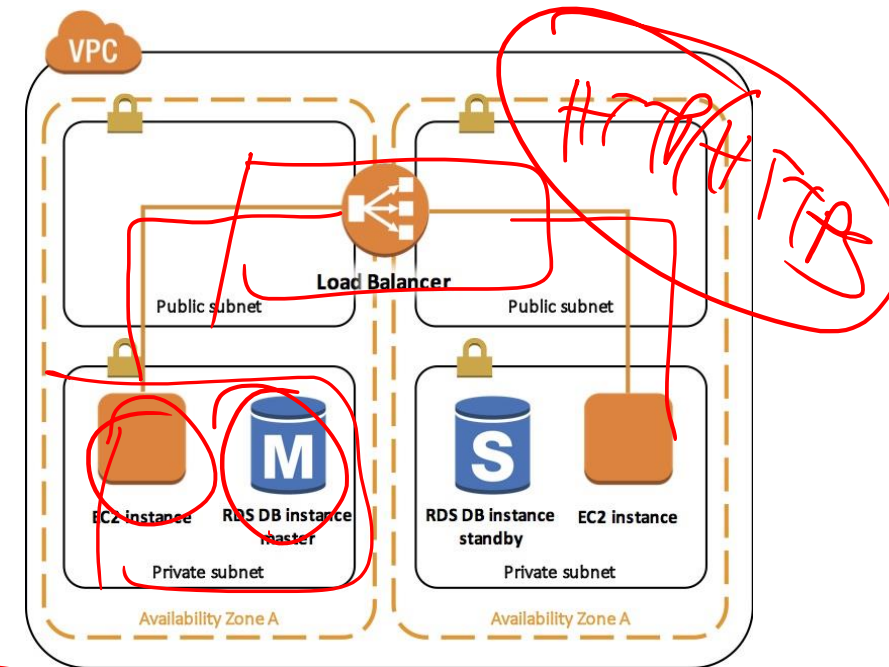 VPC
Load Balancer
Public subnet
Public subnet
M
S
EC2 instance
RDS DB instance
master
RDS DB instance
standby
EC2 instance
Private subnet
Private subnet
Availability Zone A
Availability Zone A